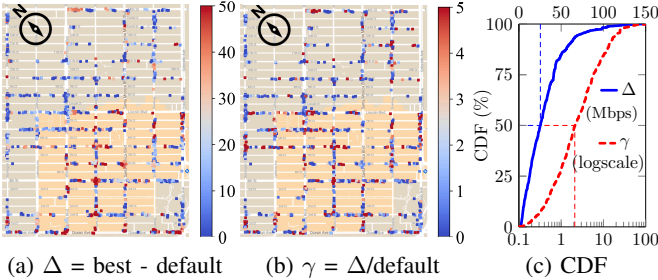 N
50
40
30
20
10
0
(a) Δ = best - default
N
5
4
3
2
1
0
(b) γ = Δ/default
0 50 100 150
100
75
50
25
0
CDF (%)
Δ
(Mbps)
γ
(logscale)
0.1 1 10 100
(c) CDF